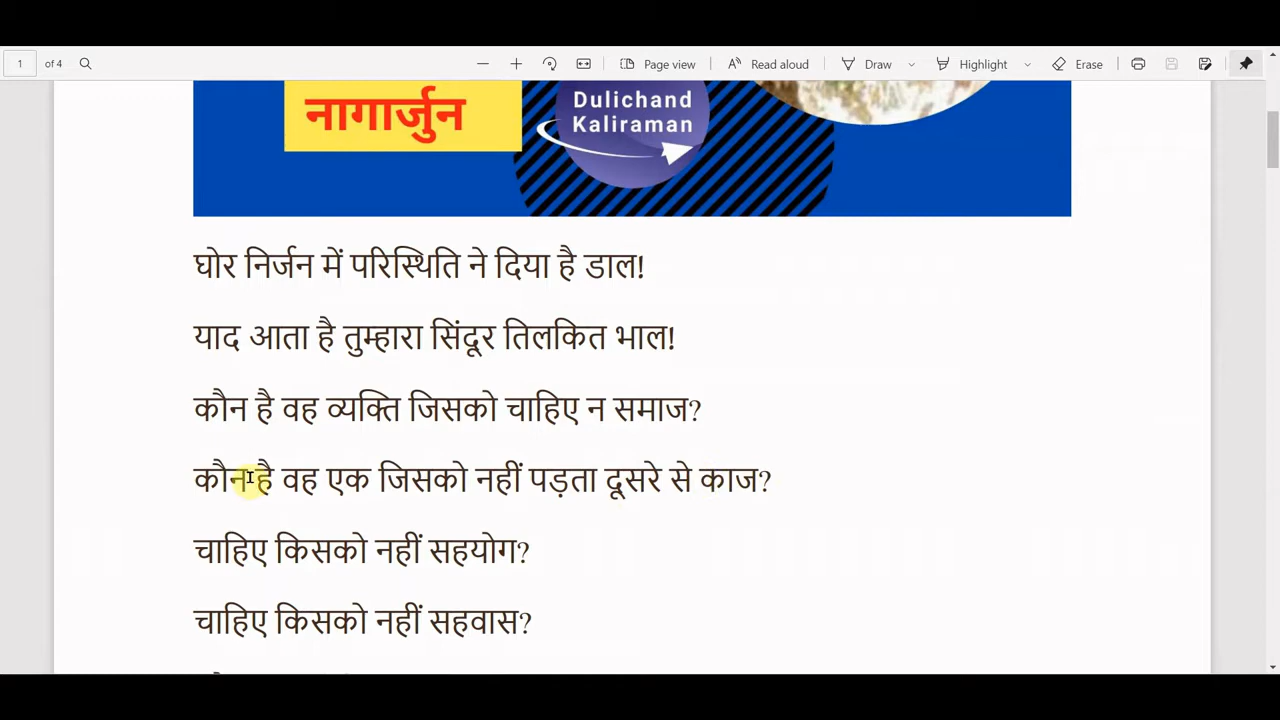 1 of 4 Page view Read aloud Draw Highlight Erase
नागार्जुन
Dulichand
Kaliraman
घोर निर्जन में परिस्थिति ने दिया है डाल!
याद आता है तुम्हारा सिंदूर तिलकित भाल!
कौन है वह व्यक्ति जिसको चाहिए न समाज?
कौन है वह एक जिसको नहीं पड़ता दूसरे से काज?
चाहिए किसको नहीं सहयोग?
चाहिए किसको नहीं सहवास?